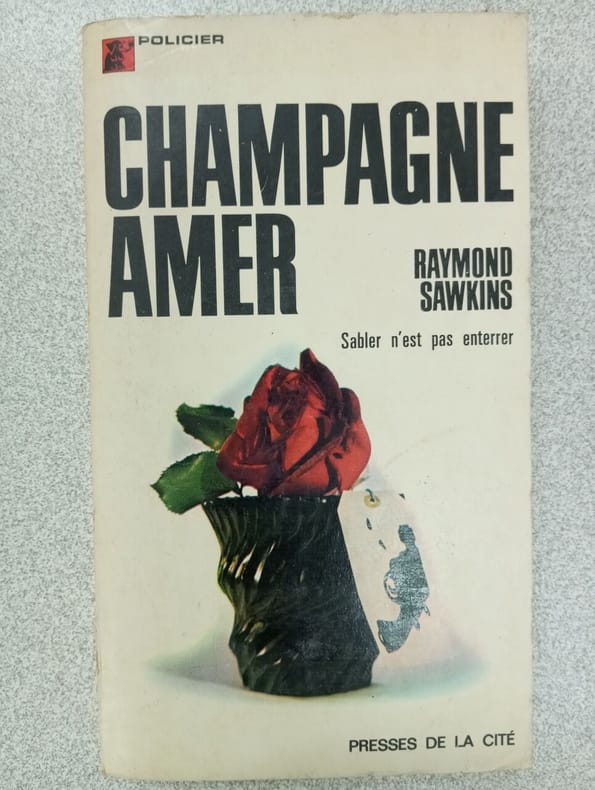 POLICIER
CHAMPAGNE
AMER
RAYMOND
SAWKINS
Sabler n'est pas enterrer
PRESSES DE LA CITÉ